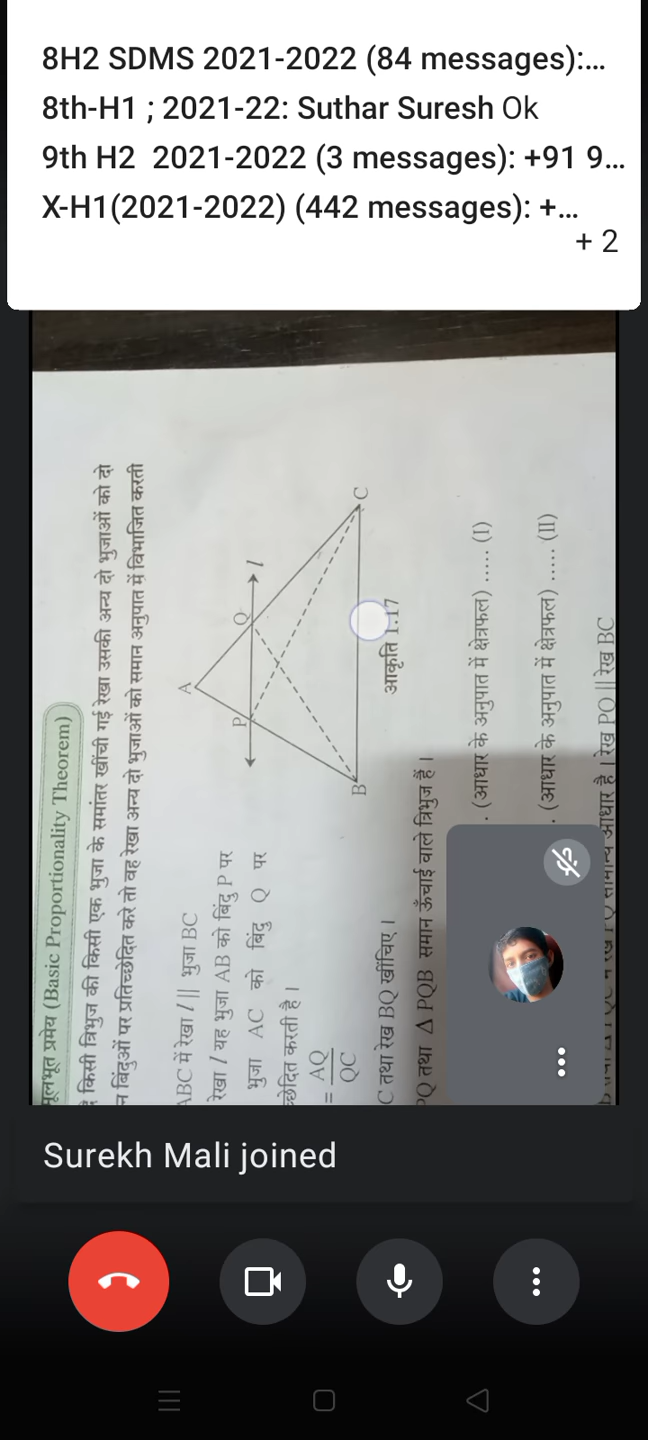 8H2 SDMS 2021-2022 (84 messages):...
8th-H1 ; 2021-22: Suthar Suresh Ok
9th H2 2021-2022 (3 messages): +91 9...
X-H1(2021-2022) (442 messages): +...
+ 2
मूलभूत प्रमेय (Basic Proportionality Theorem)
किसी त्रिभुज की किसी एक भुजा के समांतर खींची गई रेखा उसकी अन्य दो भुजाओं को दो
न बिंदुओं पर प्रतिच्छेदित करे तो वह रेखा अन्य दो भुजाओं को समान अनुपात में विभाजित करती
ABC में रेखा l || भुजा BC
रेखा l यह भुजा AB को बिंदु P पर
भुजा AC को बिंदु Q पर
च्छेदित करती है ।
= AQ
QC
A
P
Q
l
B
C
आकृति 1.17
C तथा रेख BQ खींचिए ।
PQ तथा Δ PQB समान ऊँचाई वाले त्रिभुज हैं ।
. (आधार के अनुपात में क्षेत्रफल) ..... (I)
. (आधार के अनुपात में क्षेत्रफल) ..... (II)
आधार है । रेख PQ || रेख BC
Surekh Mali joined